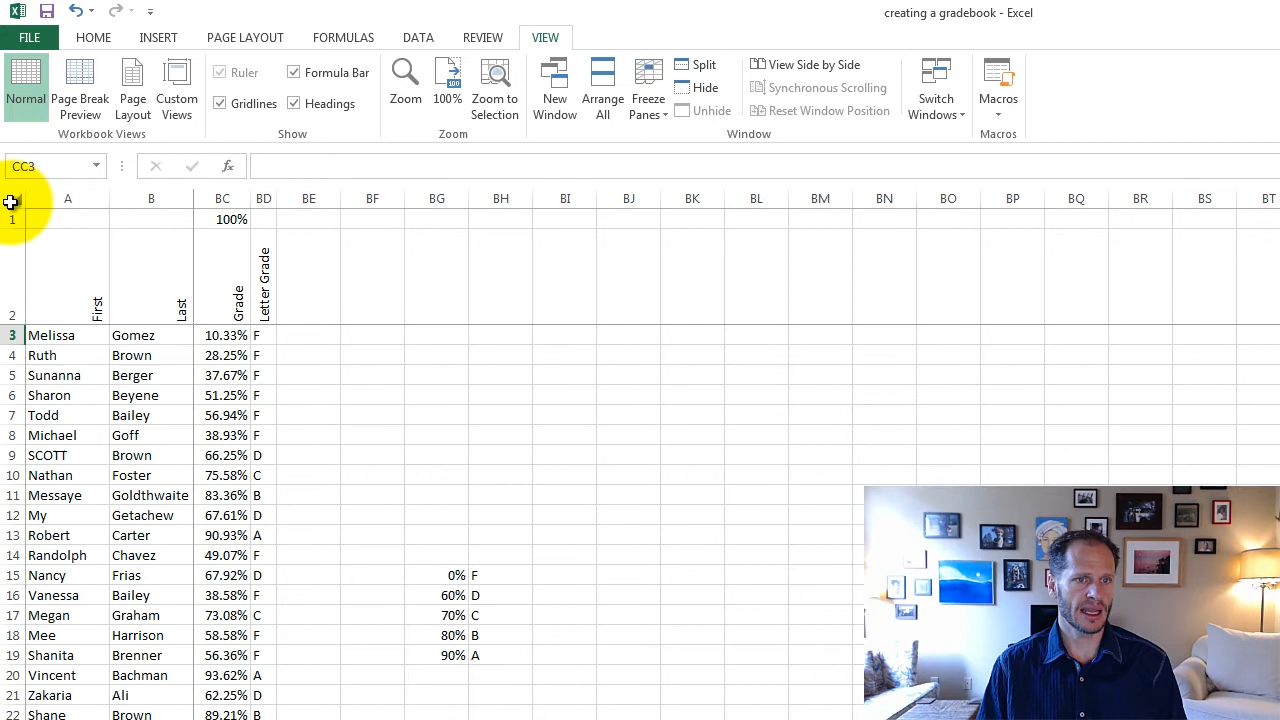 creating a gradebook - Excel
FILE HOME INSERT PAGE LAYOUT FORMULAS DATA REVIEW VIEW
Normal Page Break Preview Page Layout Custom Views
Ruler Formula Bar
Gridlines Headings
Zoom 100% Zoom to Selection
New Window Arrange All Freeze Panes
Split View Side by Side
Hide Synchronous Scrolling
Unhide Reset Window Position
Switch Windows Macros
Workbook Views Show Zoom Window Macros
CC3 fx
A B BC BD BE BF BG BH BI BJ BK BL BM BN BO BP BQ BR BS BT
1 100%
2 First Last Grade Letter Grade
3 Melissa Gomez 10.33% F
4 Ruth Brown 28.25% F
5 Sunanna Berger 37.67% F
6 Sharon Beyene 51.25% F
7 Todd Bailey 56.94% F
8 Michael Goff 38.93% F
9 SCOTT Brown 66.25% D
10 Nathan Foster 75.58% C
11 Messaye Goldthwaite 83.36% B
12 My Getachew 67.61% D
13 Robert Carter 90.93% A
14 Randolph Chavez 49.07% F
15 Nancy Frias 67.92% D 0% F
16 Vanessa Bailey 38.58% F 60% D
17 Megan Graham 73.08% C 70% C
18 Mee Harrison 58.58% F 80% B
19 Shanita Brenner 56.36% F 90% A
20 Vincent Bachman 93.62% A
21 Zakaria Ali 62.25% D
22 Shane Brown 89.21% B